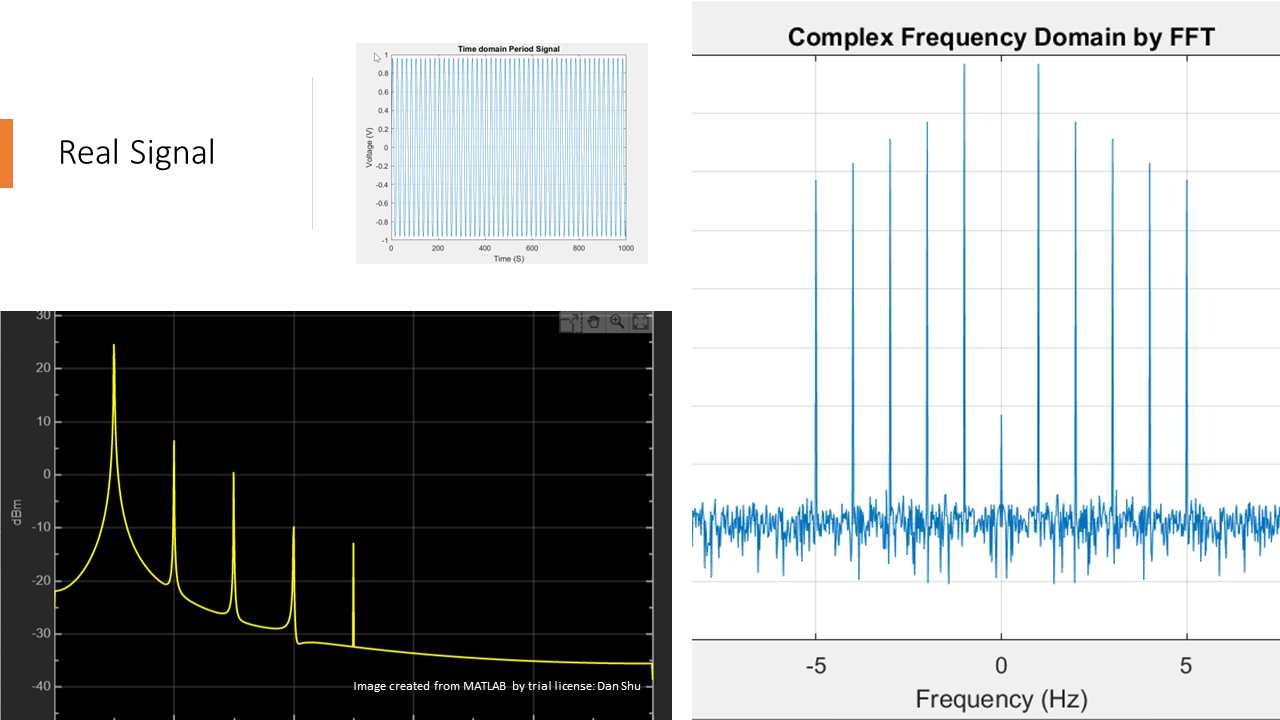 Real Signal
Time domain Period Signal
1
0.8
0.6
0.4
0.2
0
-0.2
-0.4
-0.6
-0.8
-1
Voltage (V)
0 200 400 600 800 1000
Time (S)
30
20
10
0
-10
-20
-30
-40
dBm
Image created from MATLAB by trial license: Dan Shu
Complex Frequency Domain by FFT
-5 0 5
Frequency (Hz)